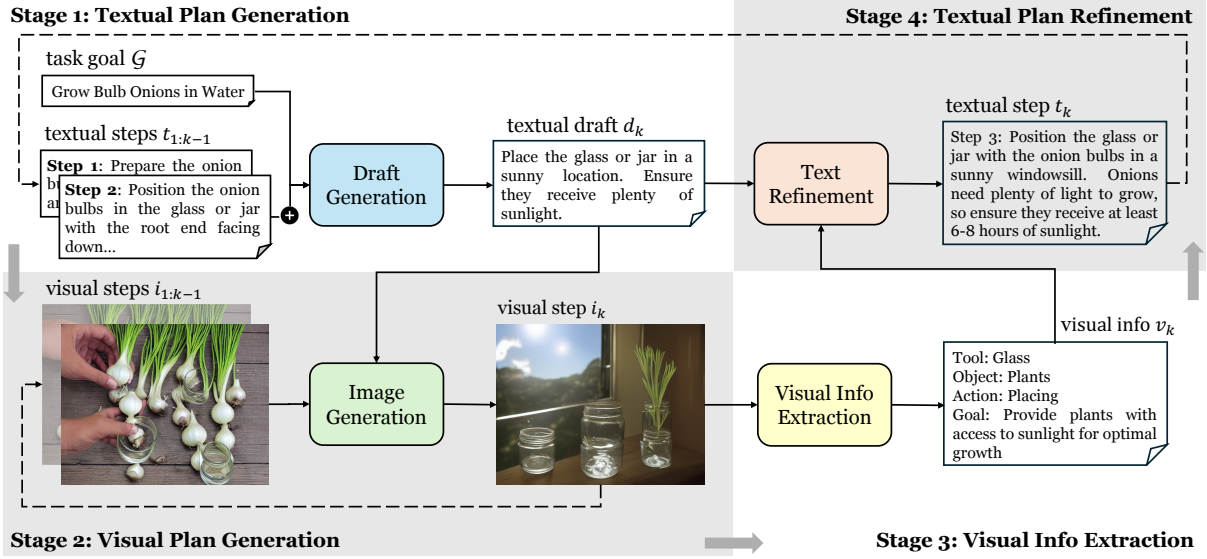 Stage 1: Textual Plan Generation
Stage 4: Textual Plan Refinement
task goal 𝒢
Grow Bulb Onions in Water
textual steps t₁:ₖ₋₁
Step 1: Prepare the onion
Step 2: Position the onion
bulbs in the glass or jar
with the root end facing
down...
+
Draft
Generation
textual draft dₖ
Place the glass or jar in a
sunny location. Ensure
they receive plenty of
sunlight.
Text
Refinement
textual step tₖ
Step 3: Position the glass or
jar with the onion bulbs in a
sunny windowsill. Onions
need plenty of light to grow,
so ensure they receive at least
6-8 hours of sunlight.
visual steps i₁:ₖ₋₁
Image
Generation
visual step iₖ
Visual Info
Extraction
visual info vₖ
Tool: Glass
Object: Plants
Action: Placing
Goal: Provide plants with
access to sunlight for optimal
growth
Stage 2: Visual Plan Generation
Stage 3: Visual Info Extraction